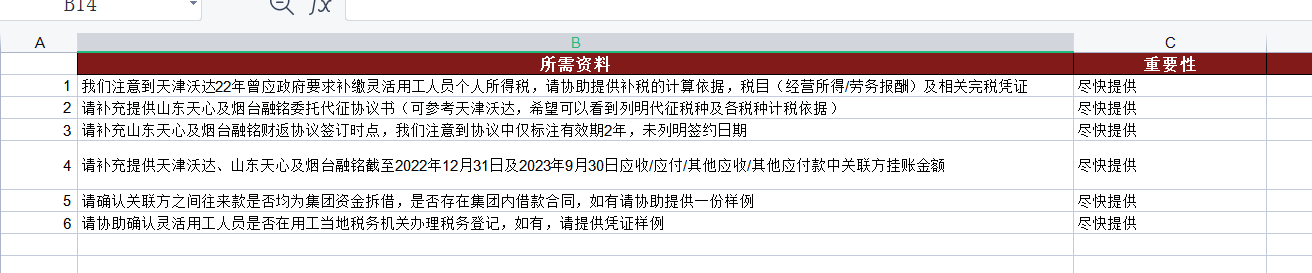 B14 fx
A B C
所需资料 重要性
1 我们注意到天津沃达22年曾应政府要求补缴灵活用工人员个人所得税，请协助提供补税的计算依据，税目（经营所得/劳务报酬）及相关完税凭证 尽快提供
2 请补充提供山东天心及烟台融铭委托代征协议书（可参考天津沃达，希望可以看到列明代征税种及各税种计税依据） 尽快提供
3 请补充山东天心及烟台融铭财返协议签订时点，我们注意到协议中仅标注有效期2年，未列明签约日期 尽快提供
4 请补充提供天津沃达、山东天心及烟台融铭截至2022年12月31日及2023年9月30日应收/应付/其他应收/其他应付款中关联方挂账金额 尽快提供
5 请确认关联方之间往来款是否均为集团资金拆借，是否存在集团内借款合同，如有请协助提供一份样例 尽快提供
6 请协助确认灵活用工人员是否在用工当地税务机关办理税务登记，如有，请提供凭证样例 尽快提供